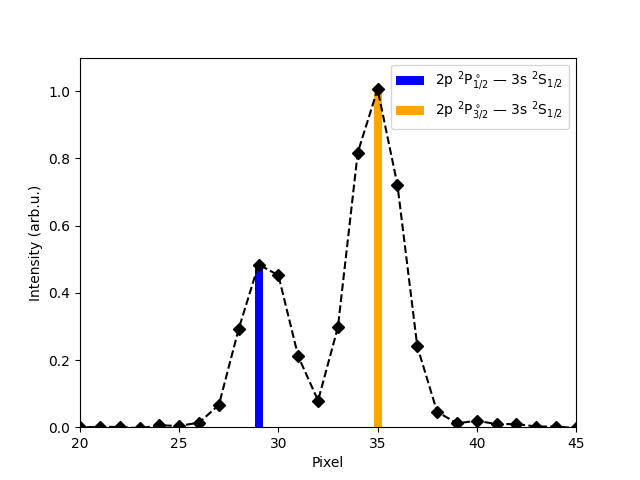 1.0
0.8
0.6
0.4
0.2
0.0
20 25 30 35 40 45
Pixel
Intensity (arb.u.)
2p ²P°₁/₂ — 3s ²S₁/₂
2p ²P°₃/₂ — 3s ²S₁/₂